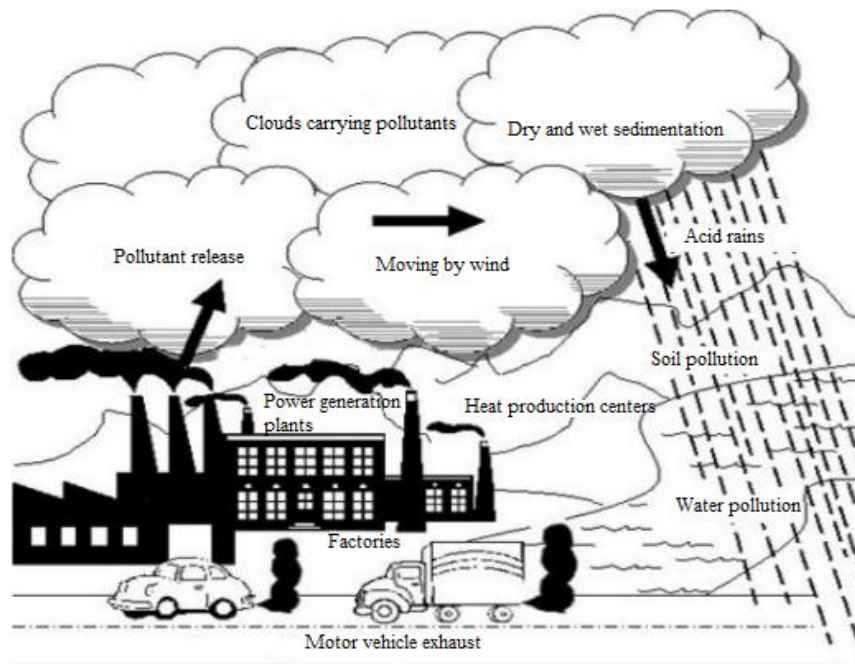 Clouds carrying pollutants
Dry and wet sedimentation
Acid rains
Pollutant release
Moving by wind
Soil pollution
Power generation
plants
Heat production centers
Water pollution
Factories
Motor vehicle exhaust